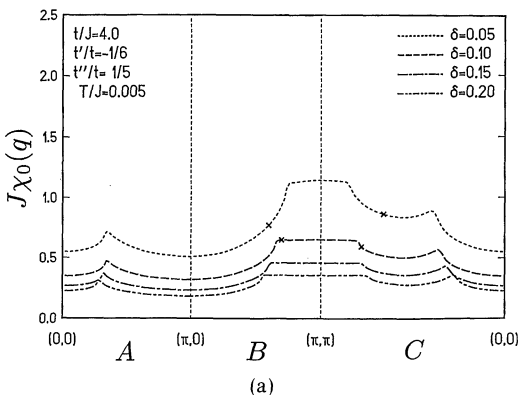 2.5
t/J=4.0
t′/t=-1/6
t″/t= 1/5
T/J=0.005
δ=0.05
δ=0.10
δ=0.15
δ=0.20
2.0
1.5
1.0
0.5
0.0
Jχ₀(q)
(0,0) (π,0) (π,π) (0,0)
A B C
(a)